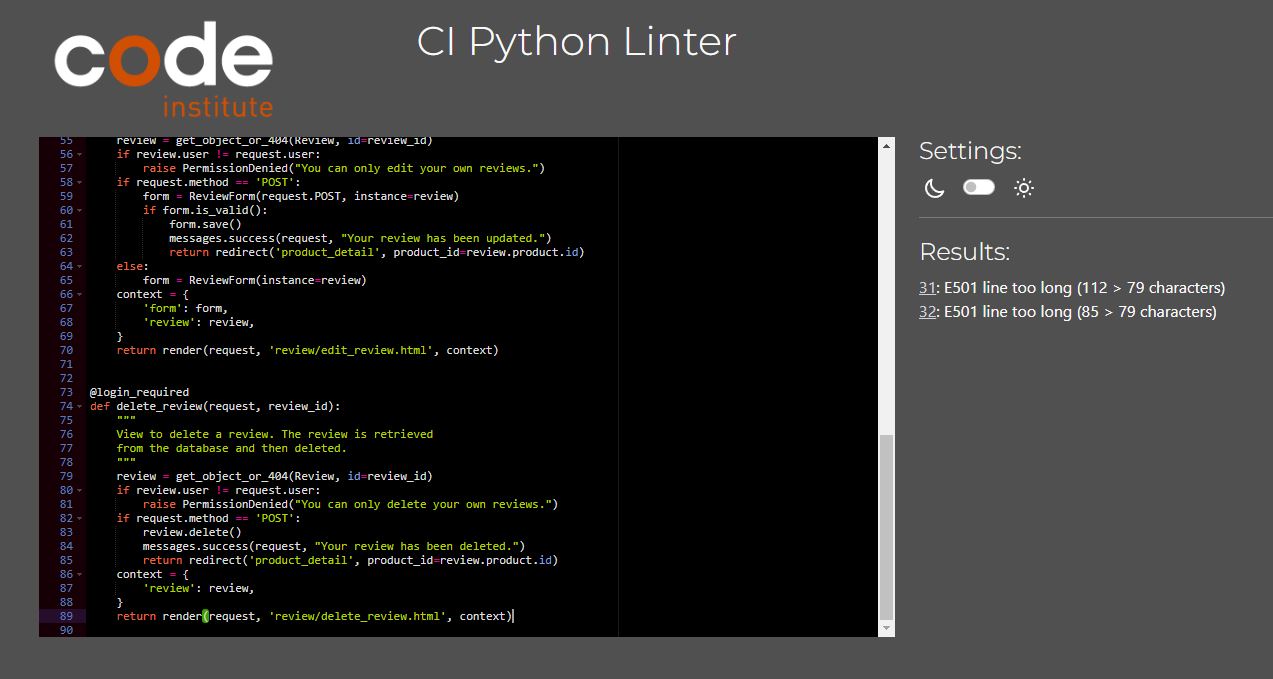 code
institute
CI Python Linter
55     review = get_object_or_404(Review, id=review_id)
56     if review.user != request.user:
57         raise PermissionDenied("You can only edit your own reviews.")
58     if request.method == 'POST':
59         form = ReviewForm(request.POST, instance=review)
60         if form.is_valid():
61             form.save()
62             messages.success(request, "Your review has been updated.")
63             return redirect('product_detail', product_id=review.product.id)
64     else:
65         form = ReviewForm(instance=review)
66     context = {
67         'form': form,
68         'review': review,
69     }
70     return render(request, 'review/edit_review.html', context)
71
72
73 @login_required
74 def delete_review(request, review_id):
75     """
76     View to delete a review. The review is retrieved
77     from the database and then deleted.
78     """
79     review = get_object_or_404(Review, id=review_id)
80     if review.user != request.user:
81         raise PermissionDenied("You can only delete your own reviews.")
82     if request.method == 'POST':
83         review.delete()
84         messages.success(request, "Your review has been deleted.")
85         return redirect('product_detail', product_id=review.product.id)
86     context = {
87         'review': review,
88     }
89     return render(request, 'review/delete_review.html', context)
90
Settings:
Results:
31: E501 line too long (112 > 79 characters)
32: E501 line too long (85 > 79 characters)